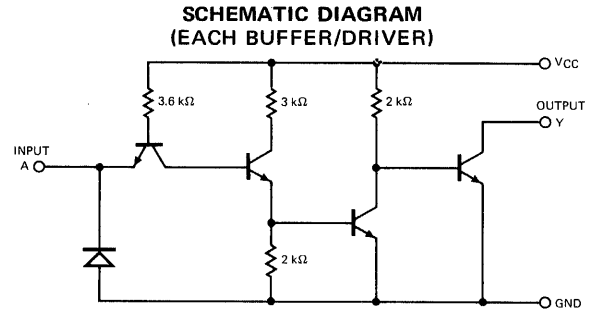 SCHEMATIC DIAGRAM
(EACH BUFFER/DRIVER)
VCC
3.6 kΩ
3 kΩ
2 kΩ
OUTPUT
Y
INPUT
A
2 kΩ
GND